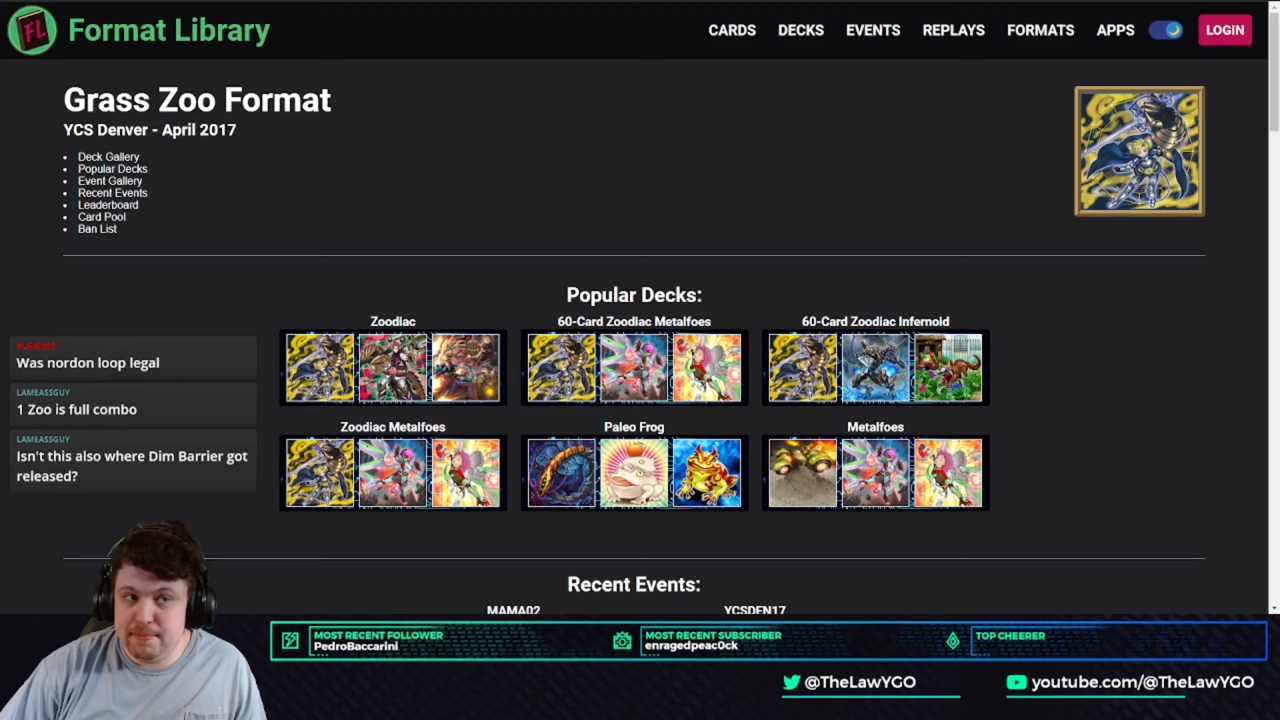 FL Format Library
CARDS DECKS EVENTS REPLAYS FORMATS APPS LOGIN
Grass Zoo Format
YCS Denver - April 2017
Deck Gallery
Popular Decks
Event Gallery
Recent Events
Leaderboard
Card Pool
Ban List
Popular Decks:
Zoodiac
60-Card Zoodiac Metalfoes
60-Card Zoodiac Infernoid
Zoodiac Metalfoes
Paleo Frog
Metalfoes
Was nordon loop legal
LAMEASSGUY
1 Zoo is full combo
LAMEASSGUY
Isn't this also where Dim Barrier got
released?
Recent Events:
MAMA02
YCSDEN17
MOST RECENT FOLLOWER
PedroBaccarini
MOST RECENT SUBSCRIBER
enragedpeac0ck
TOP CHEERER
@TheLawYGO
youtube.com/@TheLawYGO